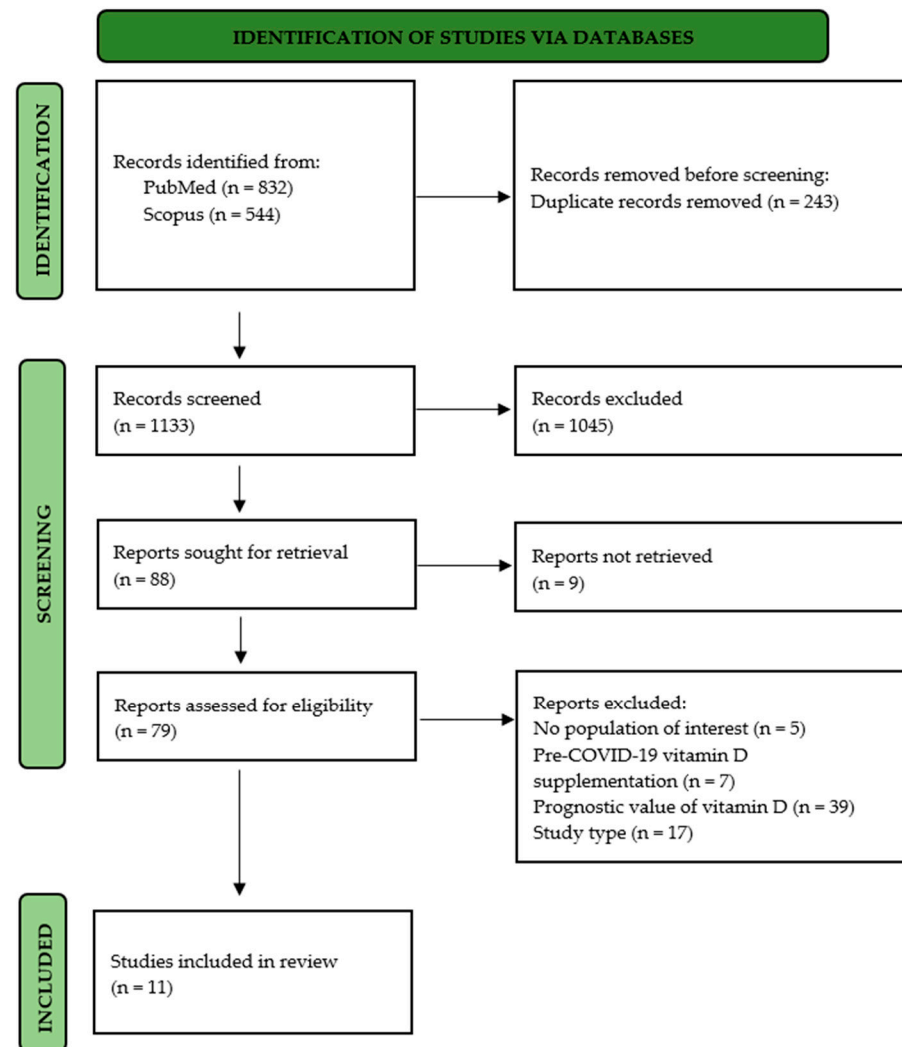 IDENTIFICATION OF STUDIES VIA DATABASES
IDENTIFICATION
Records identified from:
PubMed (n = 832)
Scopus (n = 544)
Records removed before screening:
Duplicate records removed (n = 243)
SCREENING
Records screened
(n = 1133)
Records excluded
(n = 1045)
Reports sought for retrieval
(n = 88)
Reports not retrieved
(n = 9)
Reports assessed for eligibility
(n = 79)
Reports excluded:
No population of interest (n = 5)
Pre-COVID-19 vitamin D
supplementation (n = 7)
Prognostic value of vitamin D (n = 39)
Study type (n = 17)
INCLUDED
Studies included in review
(n = 11)